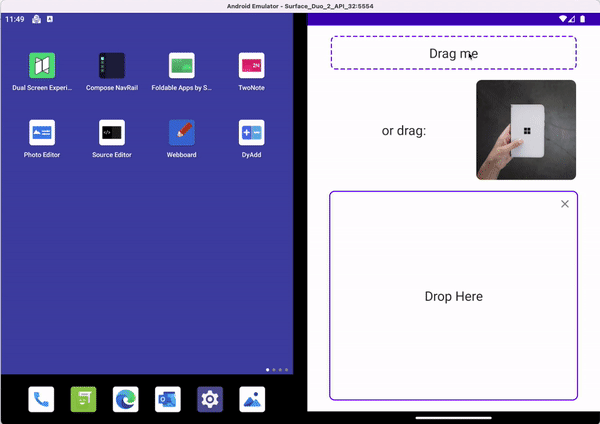 Android Emulator - Surface_Duo_2_API_32:5554
11:49
Dual Screen Experi...
Compose NavRail
Foldable Apps by S...
TwoNote
Photo Editor
Source Editor
Webboard
DyAdd
Drag me
or drag:
Drop Here